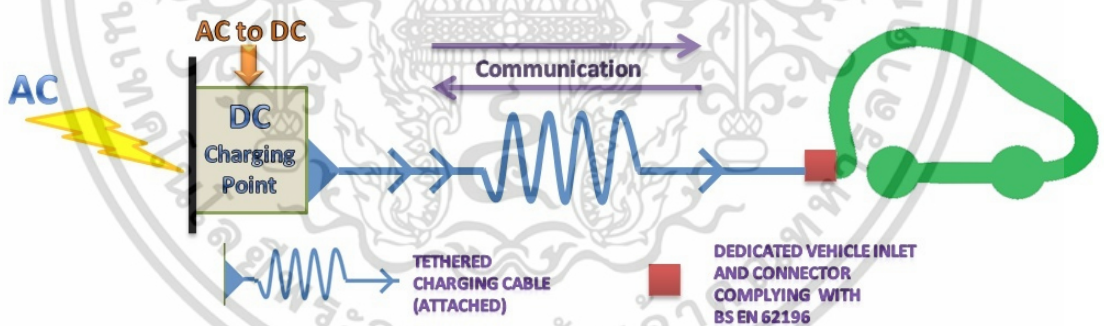 AC to DC
AC
DC
Charging
Point
Communication
TETHERED
CHARGING CABLE
(ATTACHED)
DEDICATED VEHICLE INLET
AND CONNECTOR
COMPLYING WITH
BS EN 62196